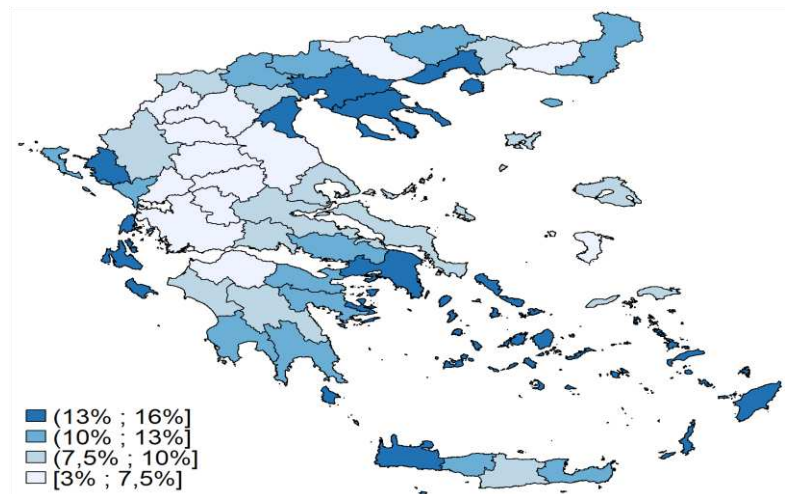 (13% ; 16%]
(10% ; 13%]
(7,5% ; 10%]
[3% ; 7,5%]